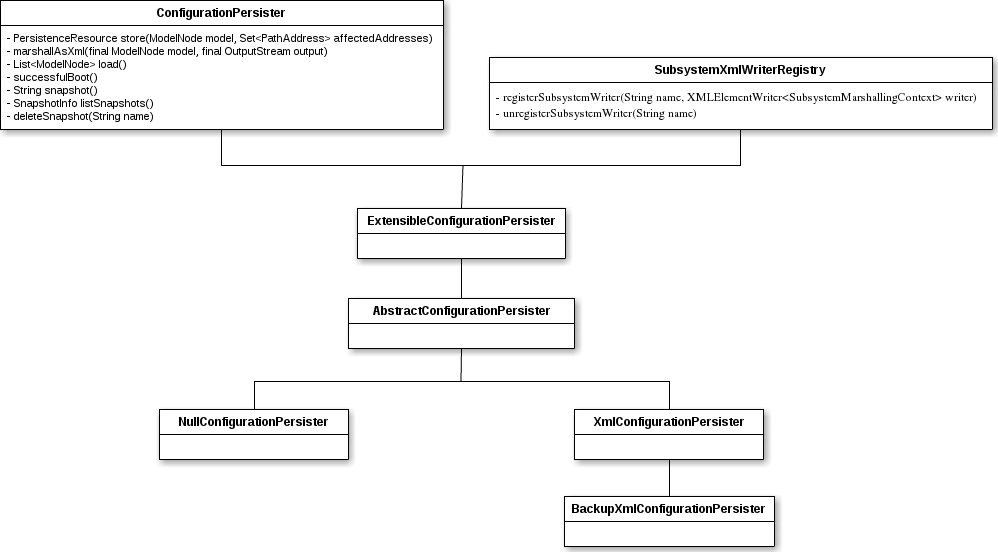 ConfigurationPersister
- PersistenceResource store(ModelNode model, Set<PathAddress> affectedAddresses)
- marshallAsXml(final ModelNode model, final OutputStream output)
- List<ModelNode> load()
- successfulBoot()
- String snapshot()
- SnapshotInfo listSnapshots()
- deleteSnapshot(String name)
SubsystemXmlWriterRegistry
- registerSubsystemWriter(String name, XMLElementWriter<SubsystemMarshallingContext> writer)
- unregisterSubsystemWriter(String name)
ExtensibleConfigurationPersister
AbstractConfigurationPersister
NullConfigurationPersister
XmlConfigurationPersister
BackupXmlConfigurationPersister